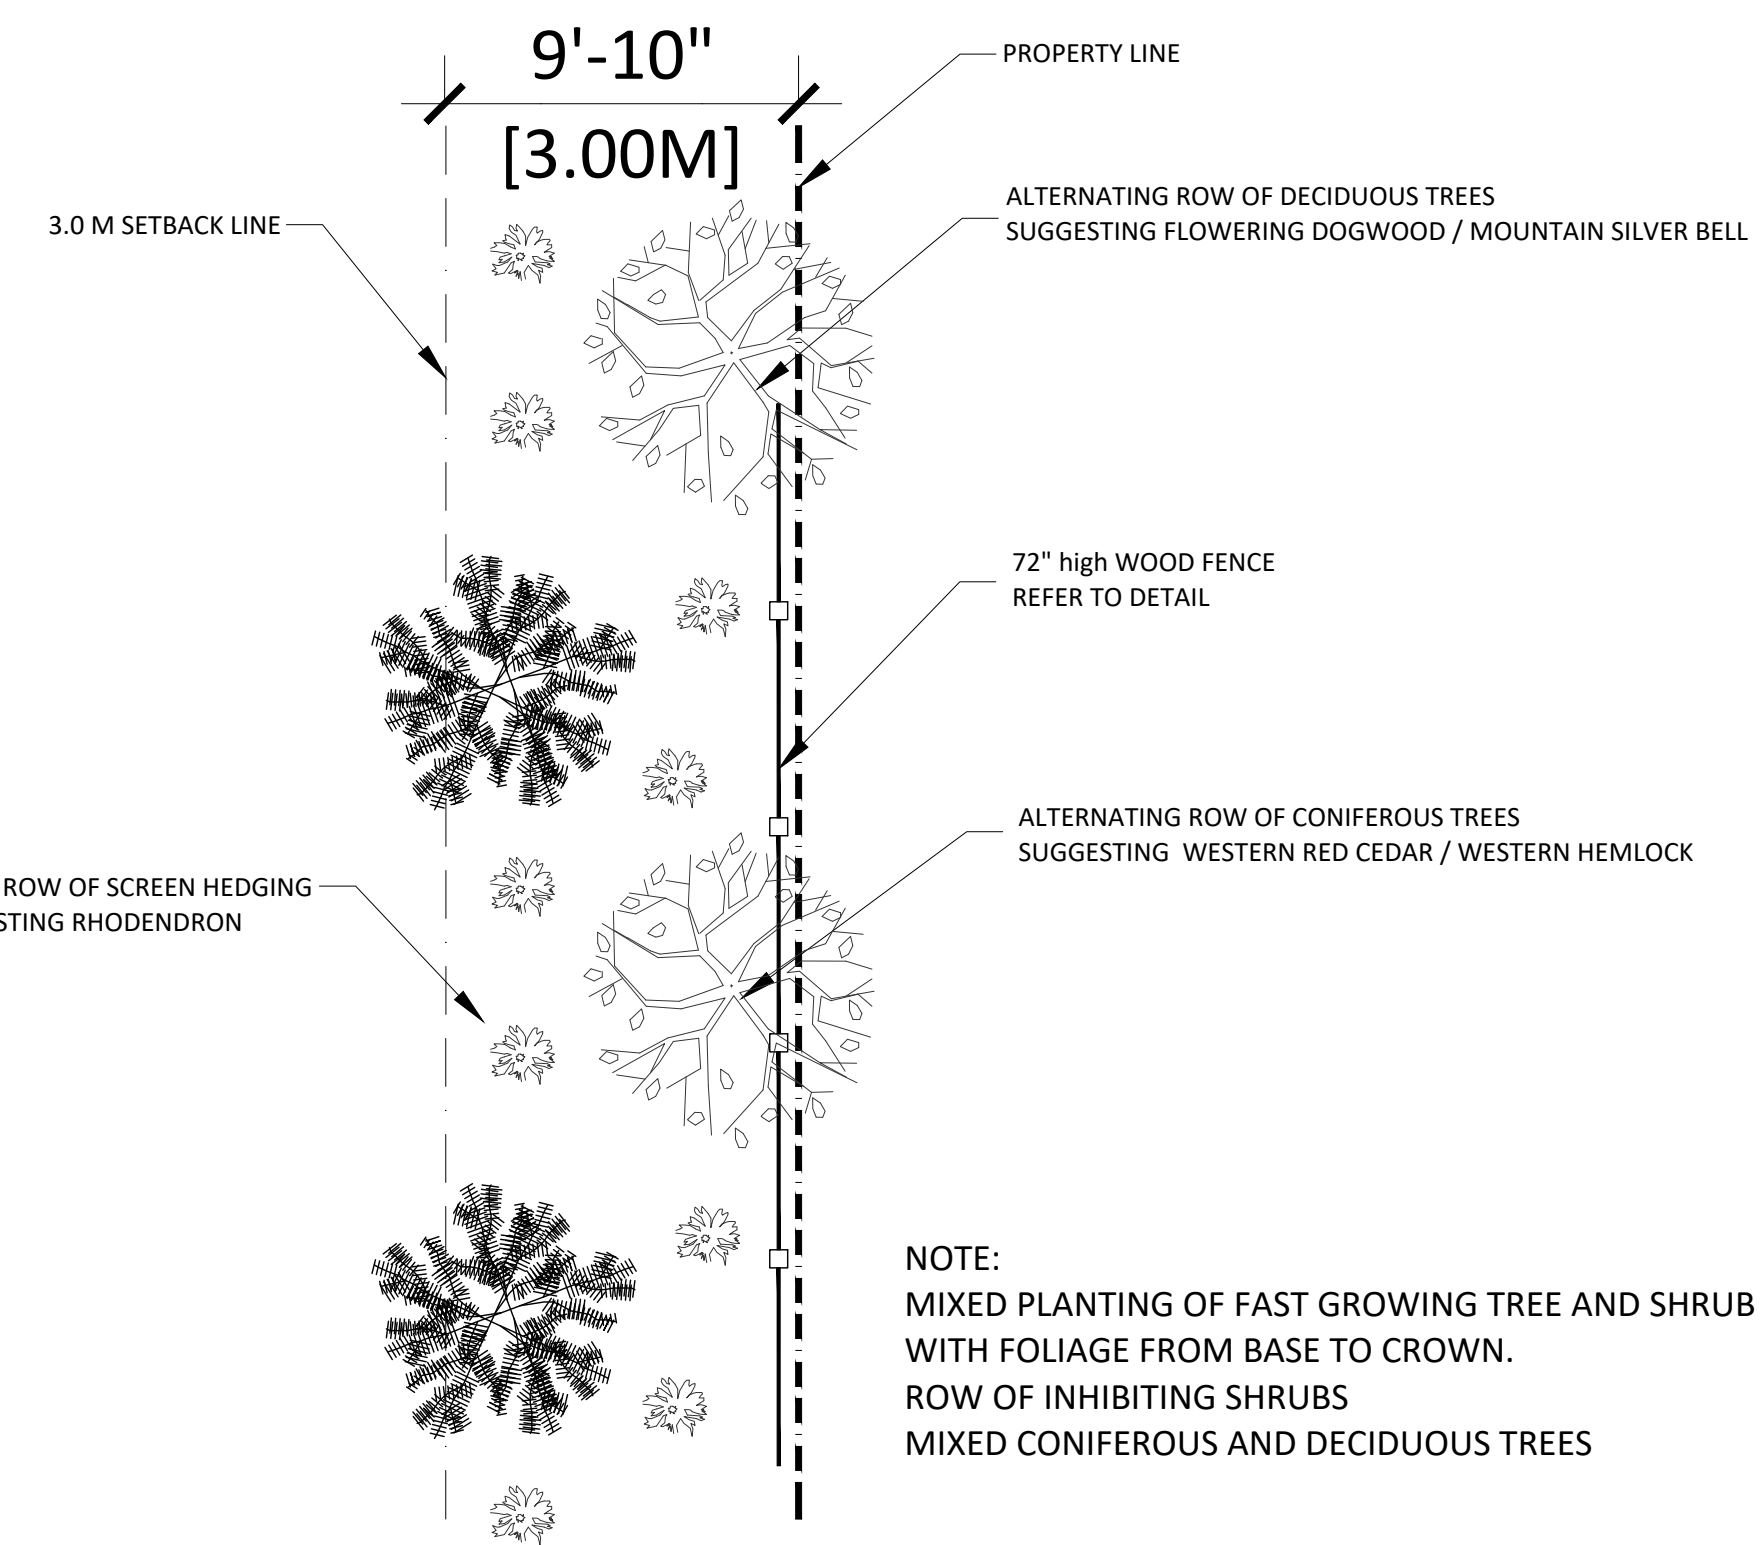 9'-10"
[3.00M]
PROPERTY LINE
ALTERNATING ROW OF DECIDUOUS TREES
SUGGESTING FLOWERING DOGWOOD / MOUNTAIN SILVER BELL
3.0 M SETBACK LINE
72" high WOOD FENCE
REFER TO DETAIL
ALTERNATING ROW OF CONIFEROUS TREES
SUGGESTING WESTERN RED CEDAR / WESTERN HEMLOCK
ROW OF SCREEN HEDGING
STING RHODENDRON
NOTE:
MIXED PLANTING OF FAST GROWING TREE AND SHRUB
WITH FOLIAGE FROM BASE TO CROWN.
ROW OF INHIBITING SHRUBS
MIXED CONIFEROUS AND DECIDUOUS TREES